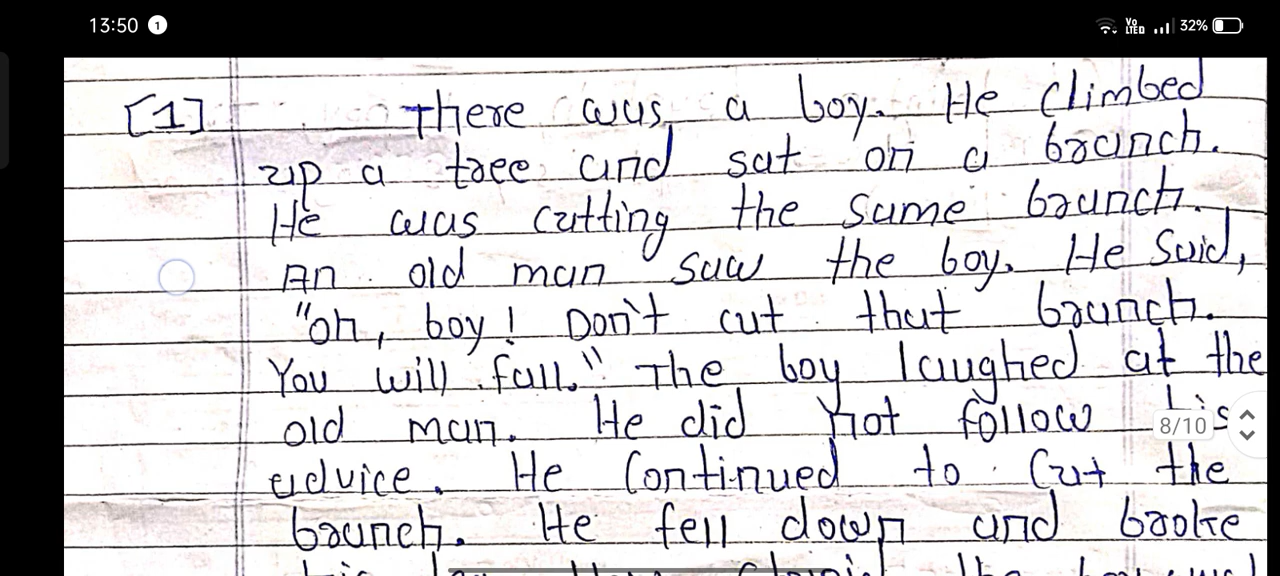 13:50 1 Vo LTED 32%
[1] There was a boy. He climbed
up a tree and sat on a branch.
He was cutting the same branch.
An old man saw the boy. He said,
"Oh, boy! Don't cut that branch.
You will fall." The boy laughed at the
old man. He did not follow his
8/10
advice. He continued to cut the
branch. He fell down and broke